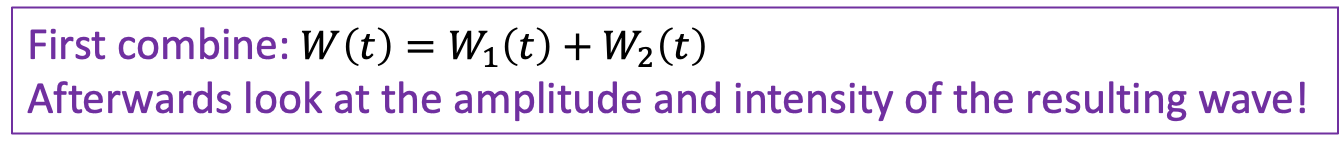 First combine: W(t) = W₁(t) + W₂(t)
Afterwards look at the amplitude and intensity of the resulting wave!